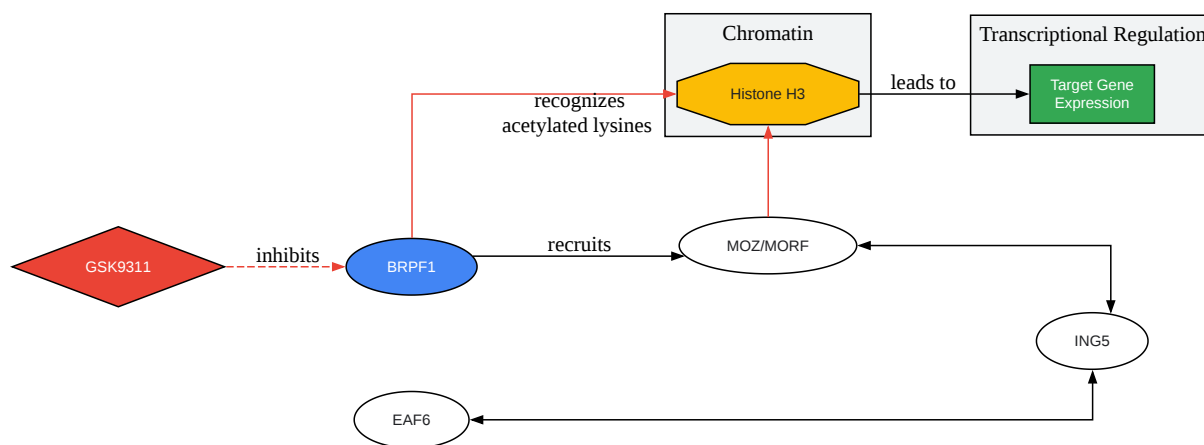 Chromatin
Transcriptional Regulation
Histone H3
leads to
Target Gene
Expression
recognizes
acetylated lysines
GSK9311
inhibits
BRPF1
recruits
MOZ/MORF
ING5
EAF6